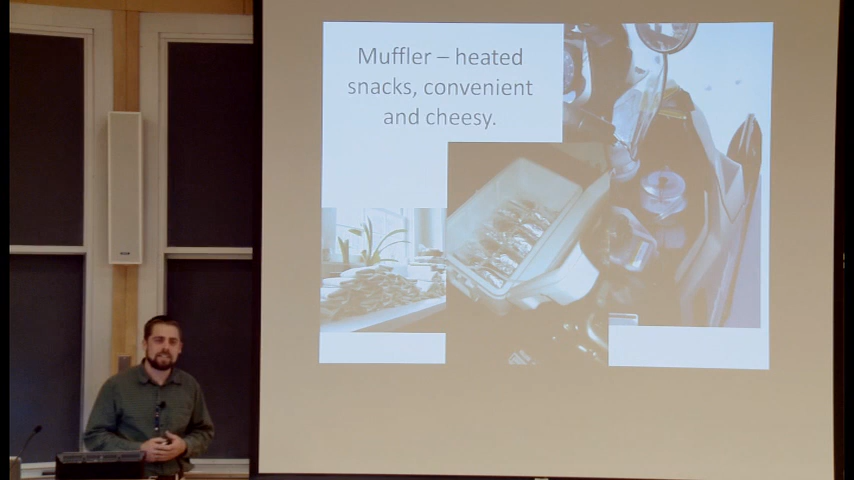 Muffler – heated
snacks, convenient
and cheesy.